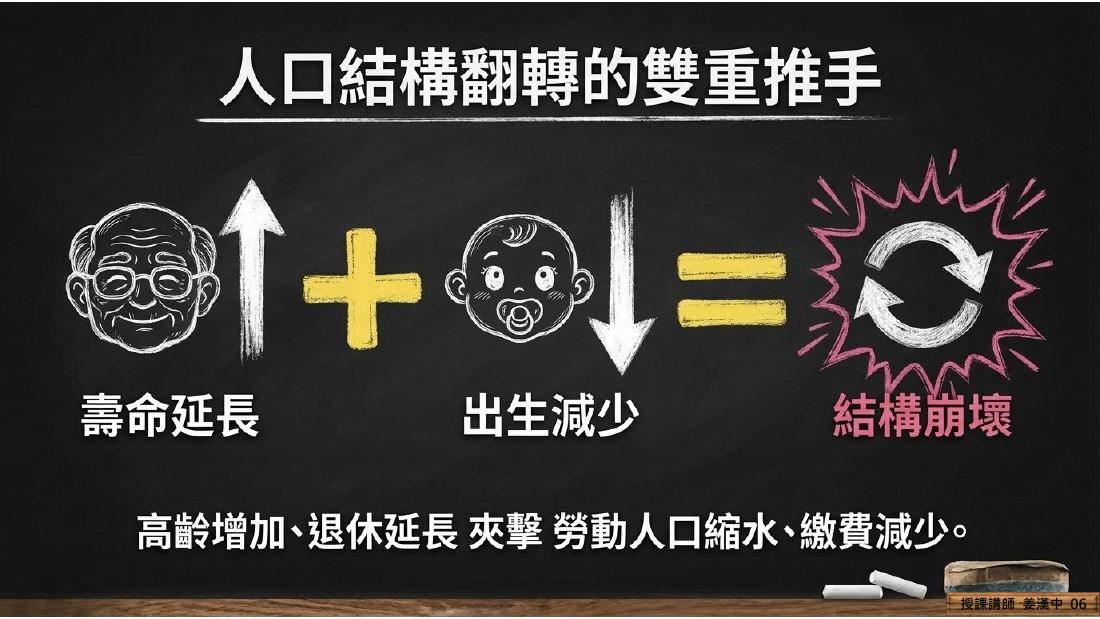 人口結構翻轉的雙重推手
壽命延長
出生減少
結構崩壞
高齡增加、退休延長 夾擊 勞動人口縮水、繳費減少。
授課講師 姜漢中 06